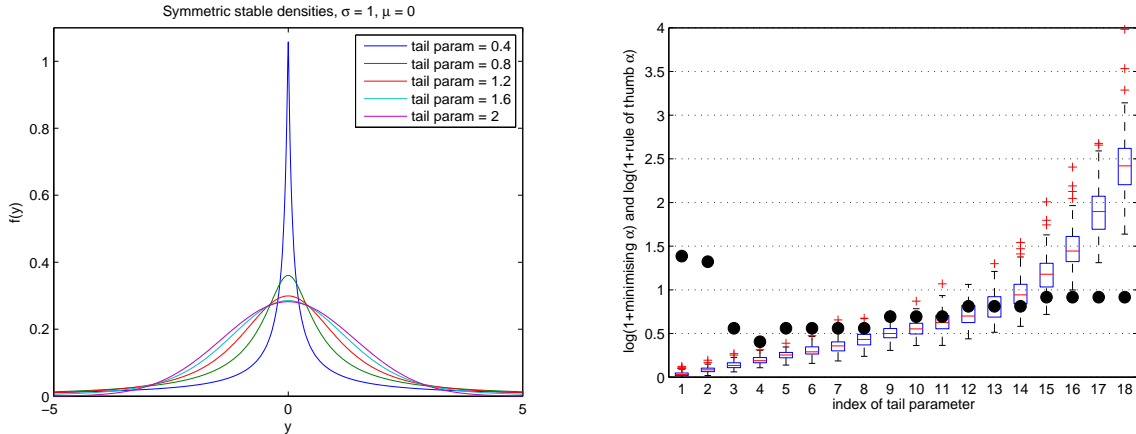 Symmetric stable densities, σ = 1, μ = 0
tail param = 0.4
tail param = 0.8
tail param = 1.2
tail param = 1.6
tail param = 2
f(y)
1
0.8
0.6
0.4
0.2
0
−5 0 5
y
log(1+minimising α) and log(1+rule of thumb α)
4
3.5
3
2.5
2
1.5
1
0.5
0
1 2 3 4 5 6 7 8 9 10 11 12 13 14 15 16 17 18
index of tail parameter